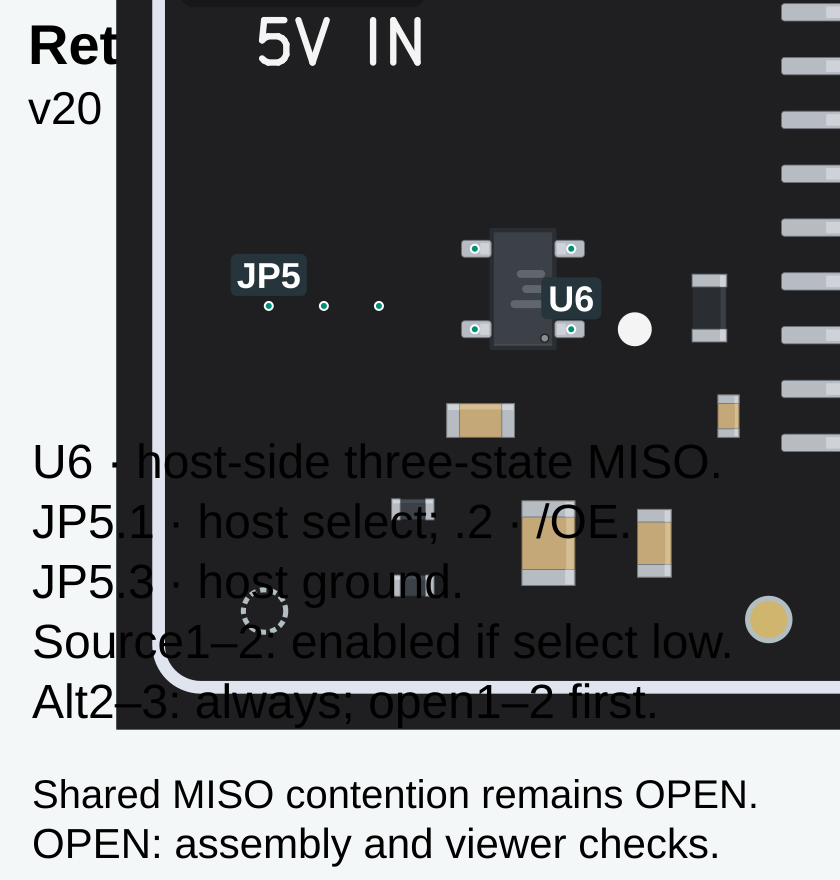 Ret
v20
5V IN
JP5
U6
U6 · host-side three-state MISO.
JP5.1 · host select; .2 · /OE.
JP5.3 · host ground.
Source1–2: enabled if select low.
Alt2–3: always; open1–2 first.
Shared MISO contention remains OPEN.
OPEN: assembly and viewer checks.